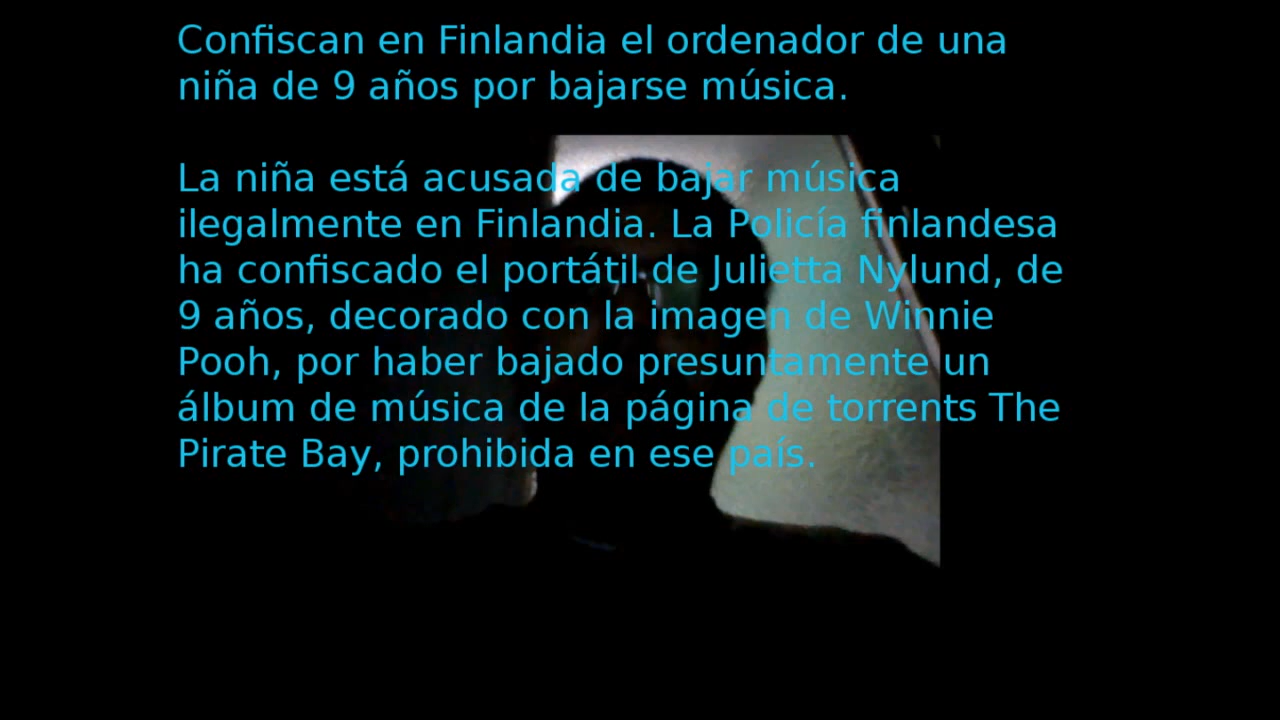 Confiscan en Finlandia el ordenador de una
niña de 9 años por bajarse música.
La niña está acusada de bajar música
ilegalmente en Finlandia. La Policía finlandesa
ha confiscado el portátil de Julietta Nylund, de
9 años, decorado con la imagen de Winnie
Pooh, por haber bajado presuntamente un
álbum de música de la página de torrents The
Pirate Bay, prohibida en ese país.